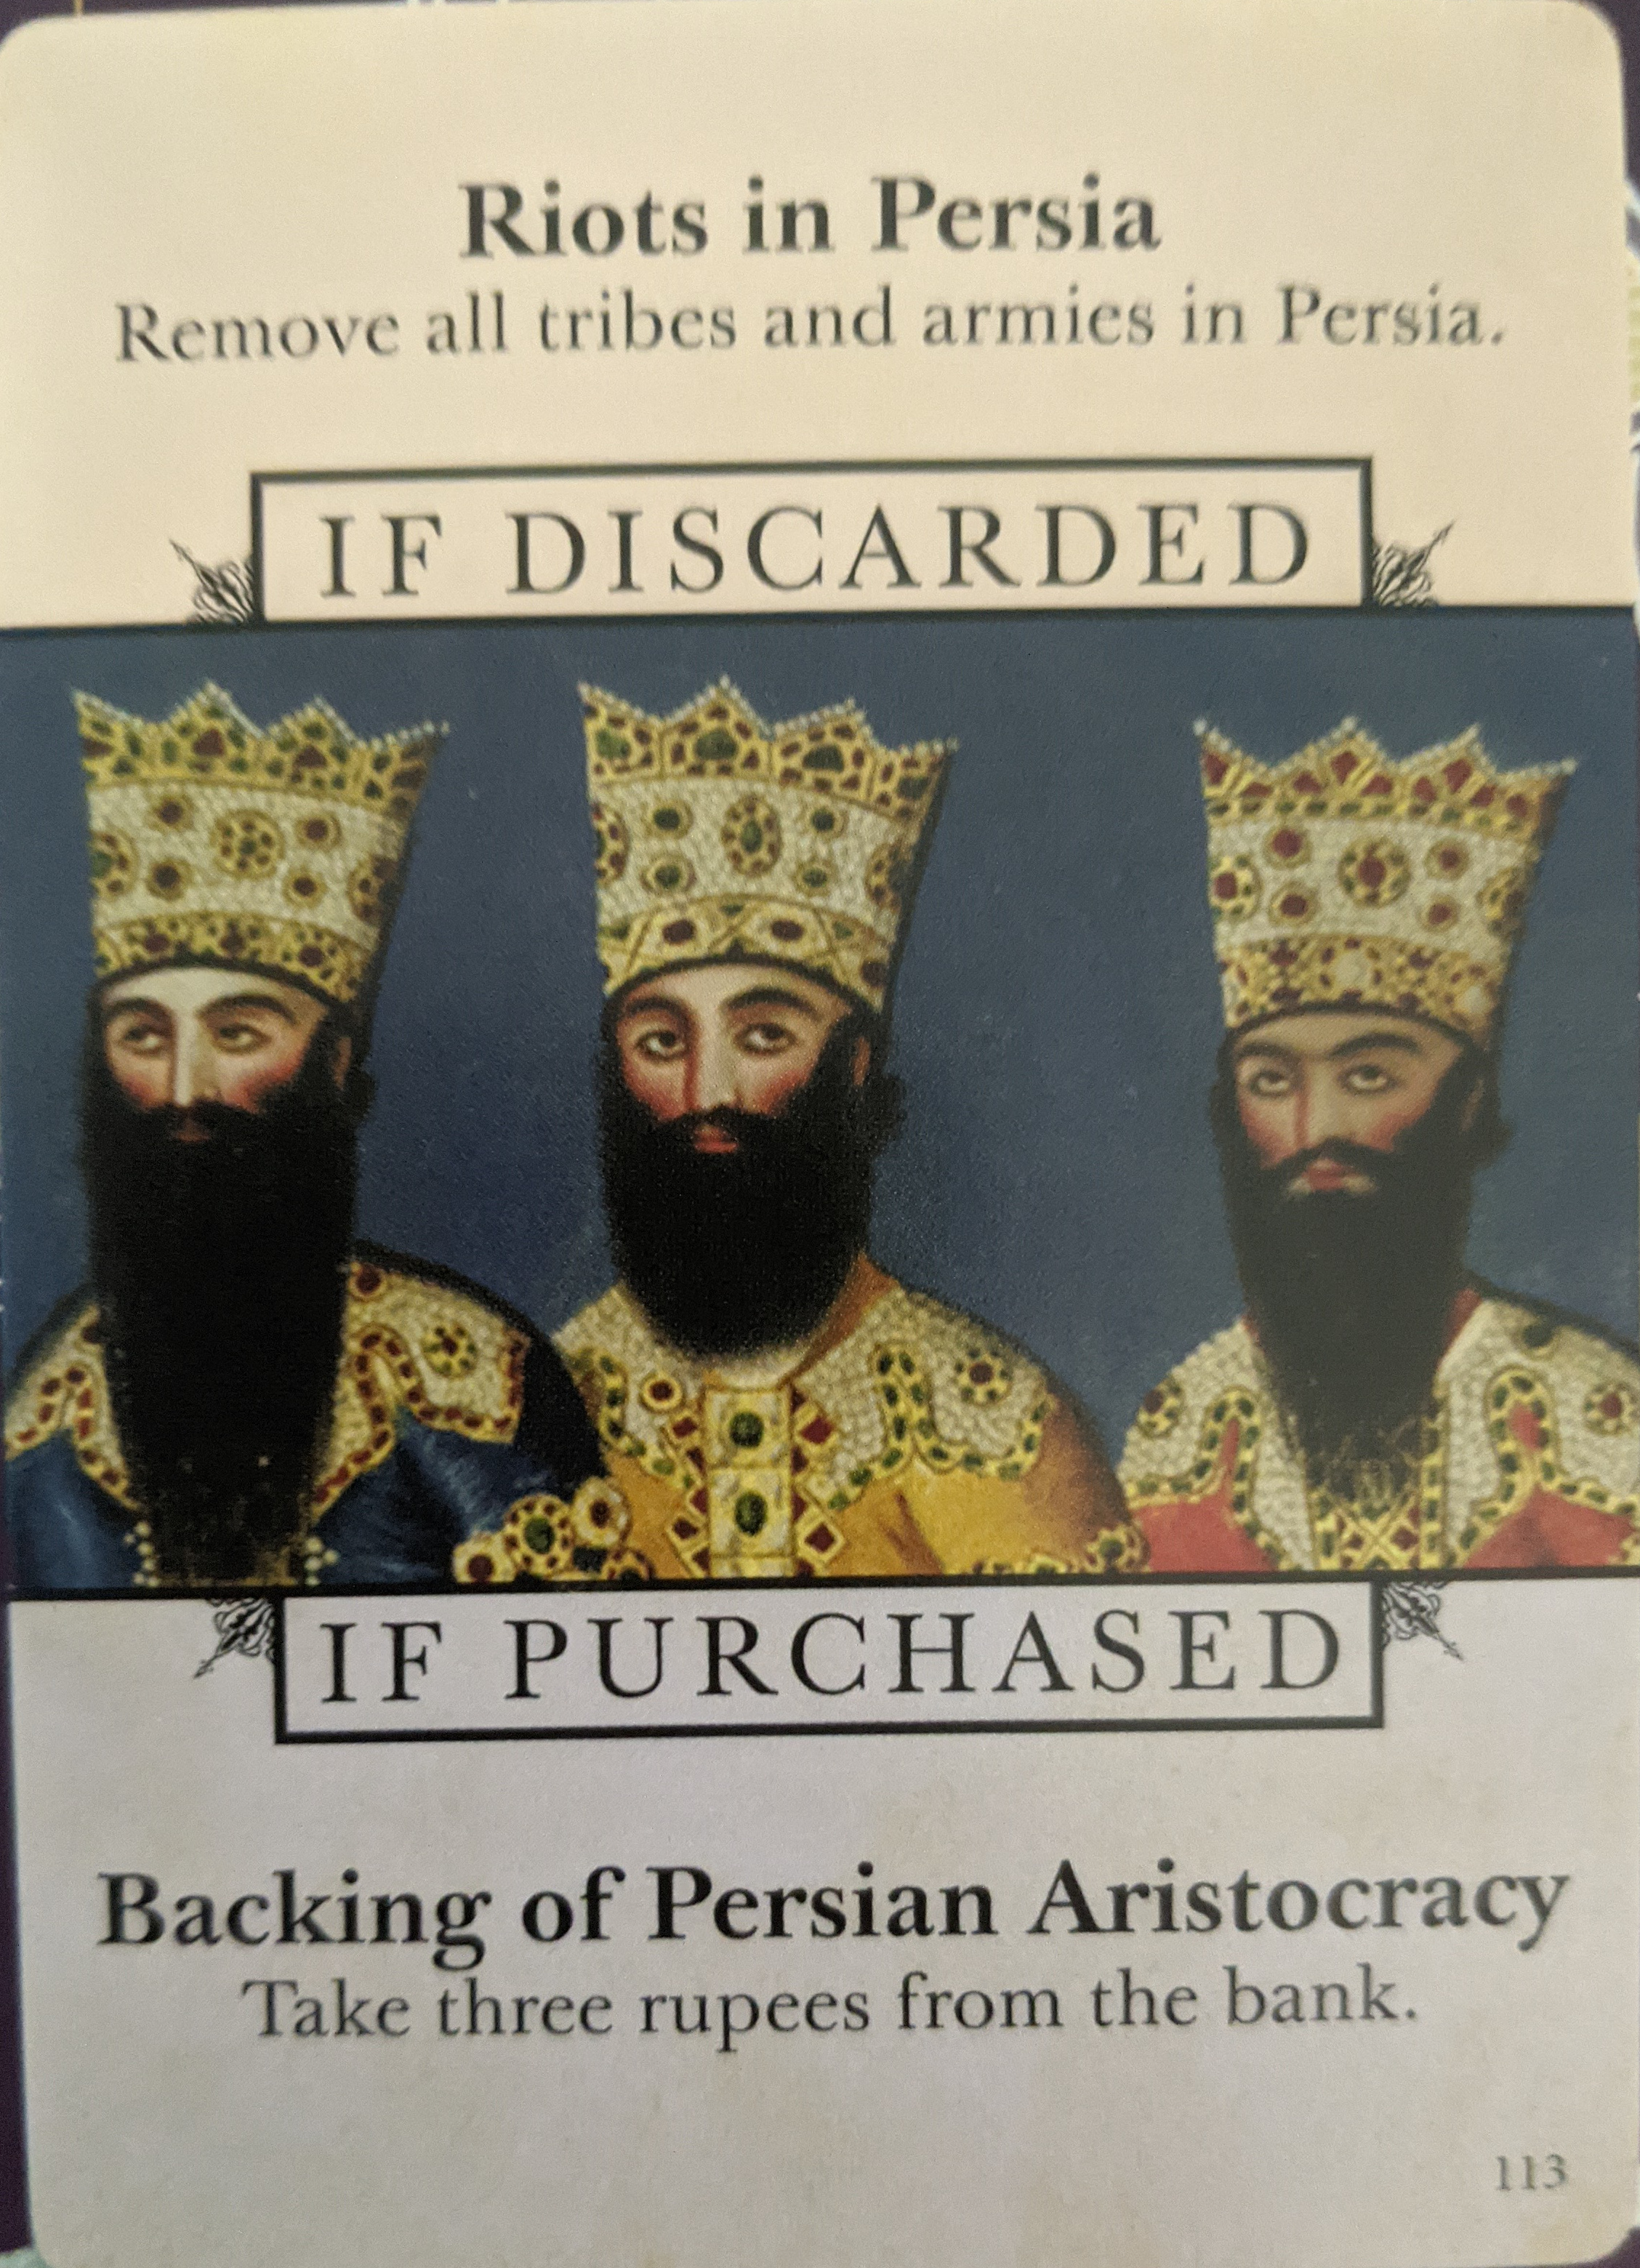 Riots in Persia
Remove all tribes and armies in Persia.
IF DISCARDED
IF PURCHASED
Backing of Persian Aristocracy
Take three rupees from the bank.
113